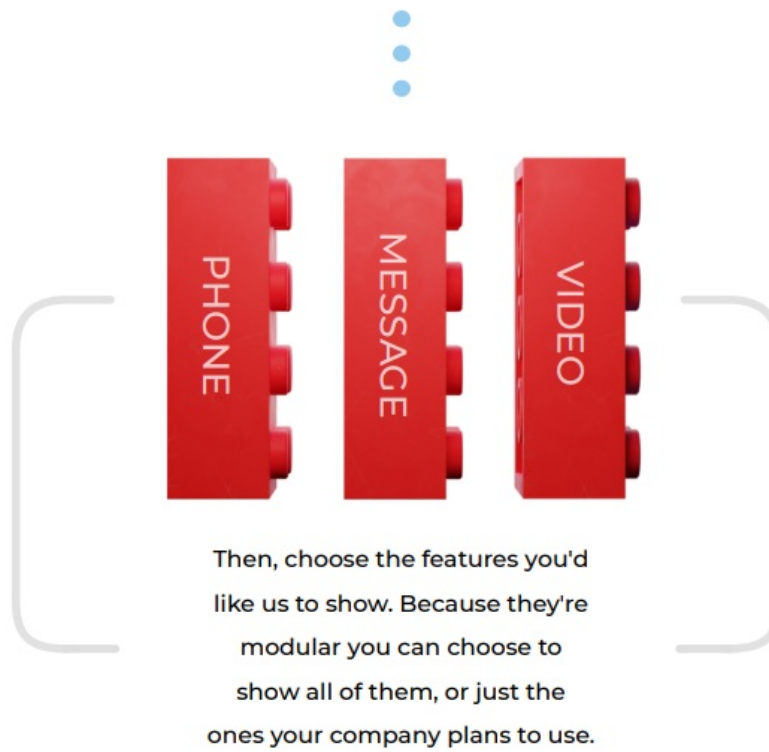 PHONE
MESSAGE
VIDEO
Then, choose the features you'd
like us to show. Because they're
modular you can choose to
show all of them, or just the
ones your company plans to use.